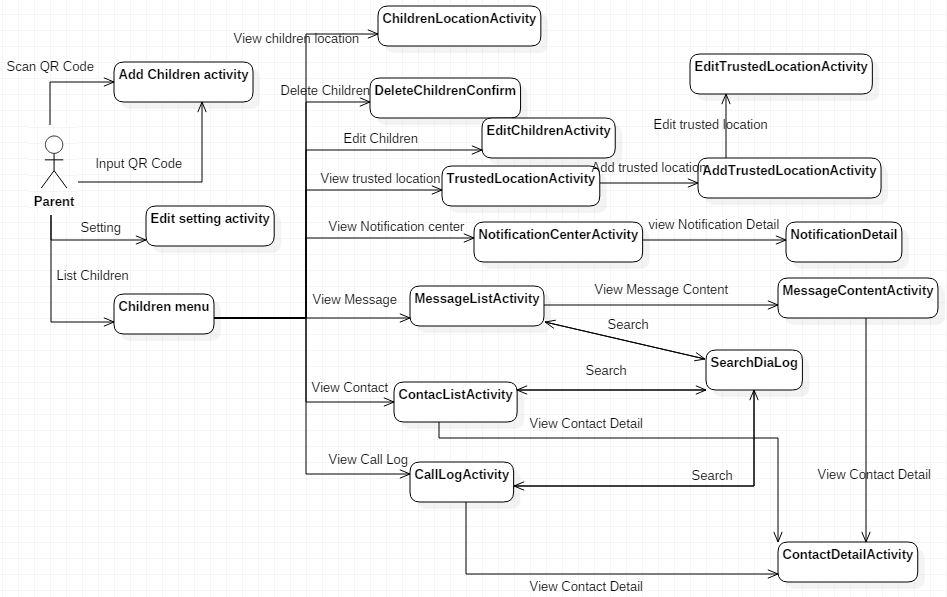 ChildrenLocationActivity
View children location
Scan QR Code
Add Children activity
Delete Children
DeleteChildrenConfirm
EditTrustedLocationActivity
Edit Children
EditChildrenActivity
Edit trusted location
Input QR Code
View trusted location
TrustedLocationActivity
Add trusted location
AddTrustedLocationActivity
Parent
Setting
Edit setting activity
View Notification center
NotificationCenterActivity
view Notification Detail
NotificationDetail
List Children
Children menu
View Message
MessageListActivity
View Message Content
MessageContentActivity
Search
SearchDiaLog
Search
View Contact
ContacListActivity
View Contact Detail
View Call Log
CallLogActivity
Search
View Contact Detail
ContactDetailActivity
View Contact Detail